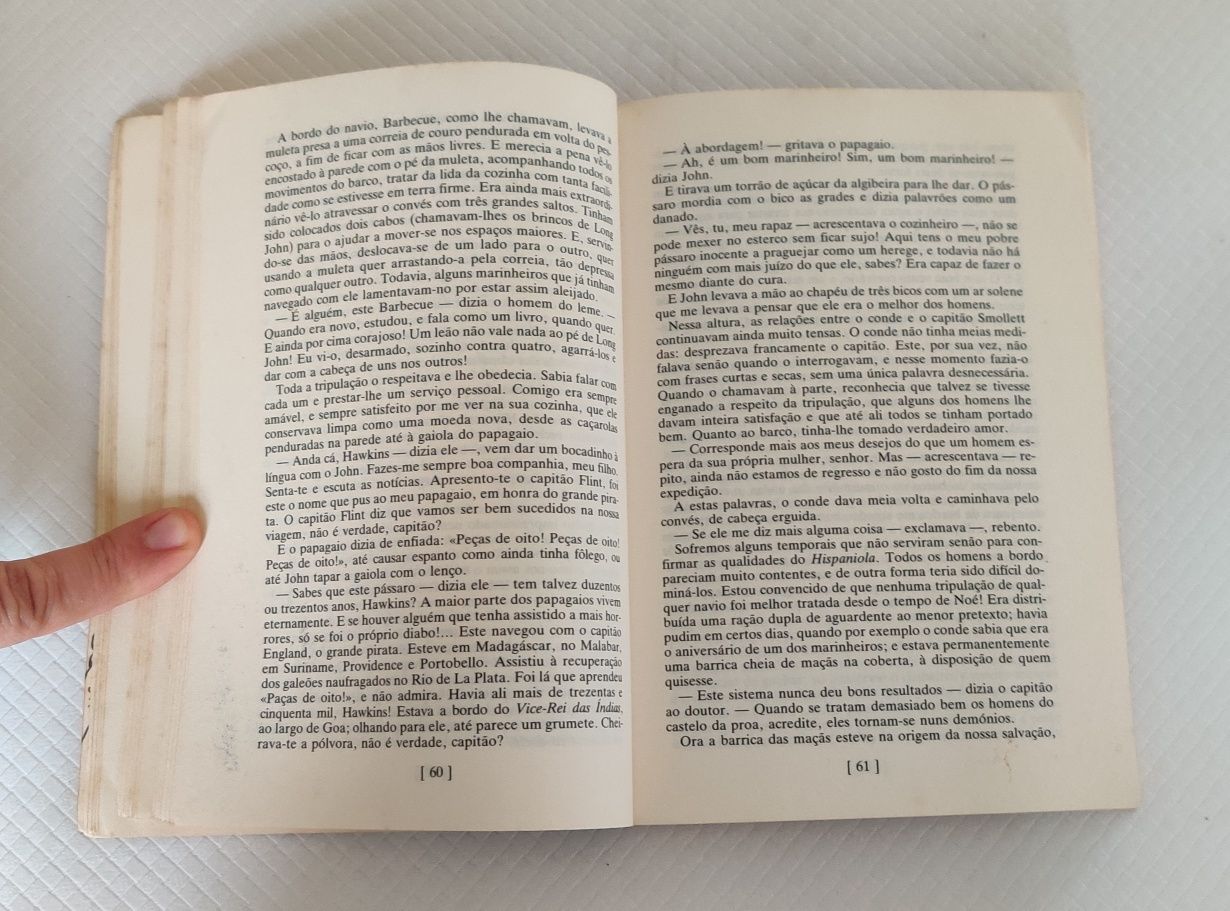 A bordo do navio, Barbecue, como lhe chamavam, levava a
muleta presa a uma correia de couro pendurada em volta do pes-
coço, a fim de ficar com as mãos livres. E merecia a pena vê-lo
encostado à parede com o pé da muleta, acompanhando todos os
movimentos do barco, tratar da lida da cozinha com tanta facili-
dade como se estivesse em terra firme. Era ainda mais extraordi-
nário vê-lo atravessar o convés com três grandes saltos. Tinham
sido colocados dois cabos (chamavam-lhes os brincos de Long
John) para o ajudar a mover-se nos espaços maiores. E, servin-
do-se das mãos, deslocava-se de um lado para o outro, quer
usando a muleta quer arrastando-a pela correia, tão depressa
como qualquer outro. Todavia, alguns marinheiros que já tinham
navegado com ele lamentavam-no por estar assim aleijado.
— É alguém, este Barbecue — dizia o homem do leme. —
Quando era novo, estudou, e fala como um livro, quando quer.
E ainda por cima corajoso! Um leão não vale nada ao pé de Long
John! Eu vi-o, desarmado, sozinho contra quatro, agarrá-los e
dar com a cabeça de uns nos outros!
Toda a tripulação o respeitava e lhe obedecia. Sabia falar com
cada um e prestar-lhe um serviço pessoal. Comigo era sempre
amável, e sempre satisfeito por me ver na sua cozinha, que ele
conservava limpa como uma moeda nova, desde as caçarolas
penduradas na parede até à gaiola do papagaio.
— Anda cá, Hawkins — dizia ele —, vem dar um bocadinho à
língua com o John. Fazes-me sempre boa companhia, meu filho.
Senta-te e escuta as notícias. Apresento-te o capitão Flint, foi
este o nome que pus ao meu papagaio, em honra do grande pira-
ta. O capitão Flint diz que vamos ser bem sucedidos na nossa
viagem, não é verdade, capitão?
E o papagaio dizia de enfiada: «Peças de oito! Peças de oito!
Peças de oito!», até causar espanto como ainda tinha fôlego, ou
até John tapar a gaiola com o lenço.
— Sabes que este pássaro — dizia ele — tem talvez duzentos
ou trezentos anos, Hawkins? A maior parte dos papagaios vivem
eternamente. E se houver alguém que tenha assistido a mais hor-
rores, só se foi o próprio diabo!... Este navegou com o capitão
England, o grande pirata. Esteve em Madagáscar, no Malabar,
em Suriname, Providence e Portobello. Assistiu à recuperação
dos galeões naufragados no Rio de La Plata. Foi lá que aprendeu
«Paças de oito!», e não admira. Havia ali mais de trezentas e
cinquenta mil, Hawkins! Estava a bordo do Vice-Rei das Índias,
ao largo de Goa; olhando para ele, até parece um grumete. Chei-
rava-te a pólvora, não é verdade, capitão?
[ 60 ]
— À abordagem! — gritava o papagaio.
— Ah, é um bom marinheiro! Sim, um bom marinheiro! —
dizia John.
E tirava um torrão de açúcar da algibeira para lhe dar. O pás-
saro mordia com o bico as grades e dizia palavrões como um
danado.
— Vês, tu, meu rapaz — acrescentava o cozinheiro —, não se
pode mexer no esterco sem ficar sujo! Aqui tens o meu pobre
pássaro inocente a praguejar como um herege, e todavia não há
ninguém com mais juízo do que ele, sabes? Era capaz de fazer o
mesmo diante do cura.
E John levava a mão ao chapéu de três bicos com um ar solene
que me levava a pensar que ele era o melhor dos homens.
Nessa altura, as relações entre o conde e o capitão Smollett
continuavam ainda muito tensas. O conde não tinha meias medi-
das: desprezava francamente o capitão. Este, por sua vez, não
falava senão quando o interrogavam, e nesse momento fazia-o
com frases curtas e secas, sem uma única palavra desnecessária.
Quando o chamavam à parte, reconhecia que talvez se tivesse
enganado a respeito da tripulação, que alguns dos homens lhe
davam inteira satisfação e que até ali todos se tinham portado
bem. Quanto ao barco, tinha-lhe tomado verdadeiro amor.
— Corresponde mais aos meus desejos do que um homem es-
pera da sua própria mulher, senhor. Mas — acrescentava — re-
pito, ainda não estamos de regresso e não gosto do fim da nossa
expedição.
A estas palavras, o conde dava meia volta e caminhava pelo
convés, de cabeça erguida.
— Se ele me diz mais alguma coisa — exclamava —, rebento.
Sofremos alguns temporais que não serviram senão para con-
firmar as qualidades do Hispaniola. Todos os homens a bordo
pareciam muito contentes, e de outra forma teria sido difícil do-
miná-los. Estou convencido de que nenhuma tripulação de qual-
quer navio foi melhor tratada desde o tempo de Noé! Era distri-
buída uma ração dupla de aguardente ao menor pretexto; havia
pudim em certos dias, quando por exemplo o conde sabia que era
o aniversário de um dos marinheiros; e estava permanentemente
uma barrica cheia de maçãs na coberta, à disposição de quem
quisesse.
— Este sistema nunca deu bons resultados — dizia o capitão
ao doutor. — Quando se tratam demasiado bem os homens do
castelo da proa, acredite, eles tornam-se nuns demónios.
Ora a barrica das maçãs esteve na origem da nossa salvação,
[ 61 ]